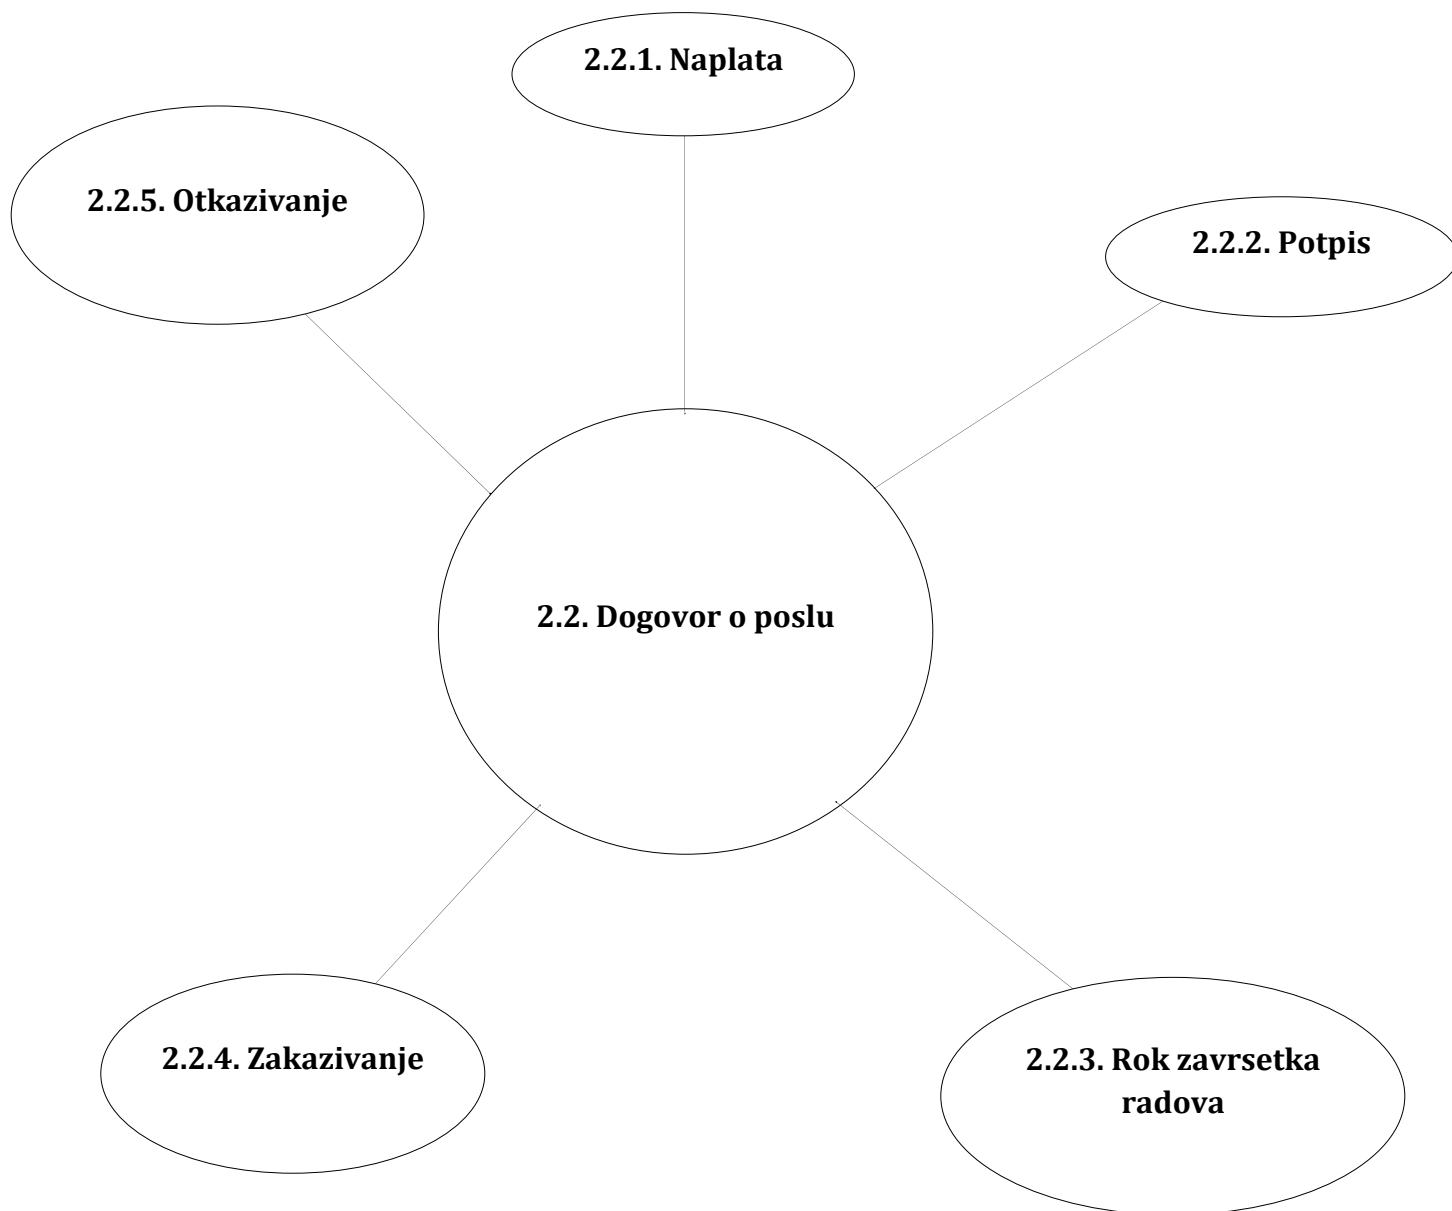 2.2.1. Naplata
2.2.5. Otkazivanje
2.2.2. Potpis
2.2. Dogovor o poslu
2.2.4. Zakazivanje
2.2.3. Rok zavrsetka
radova